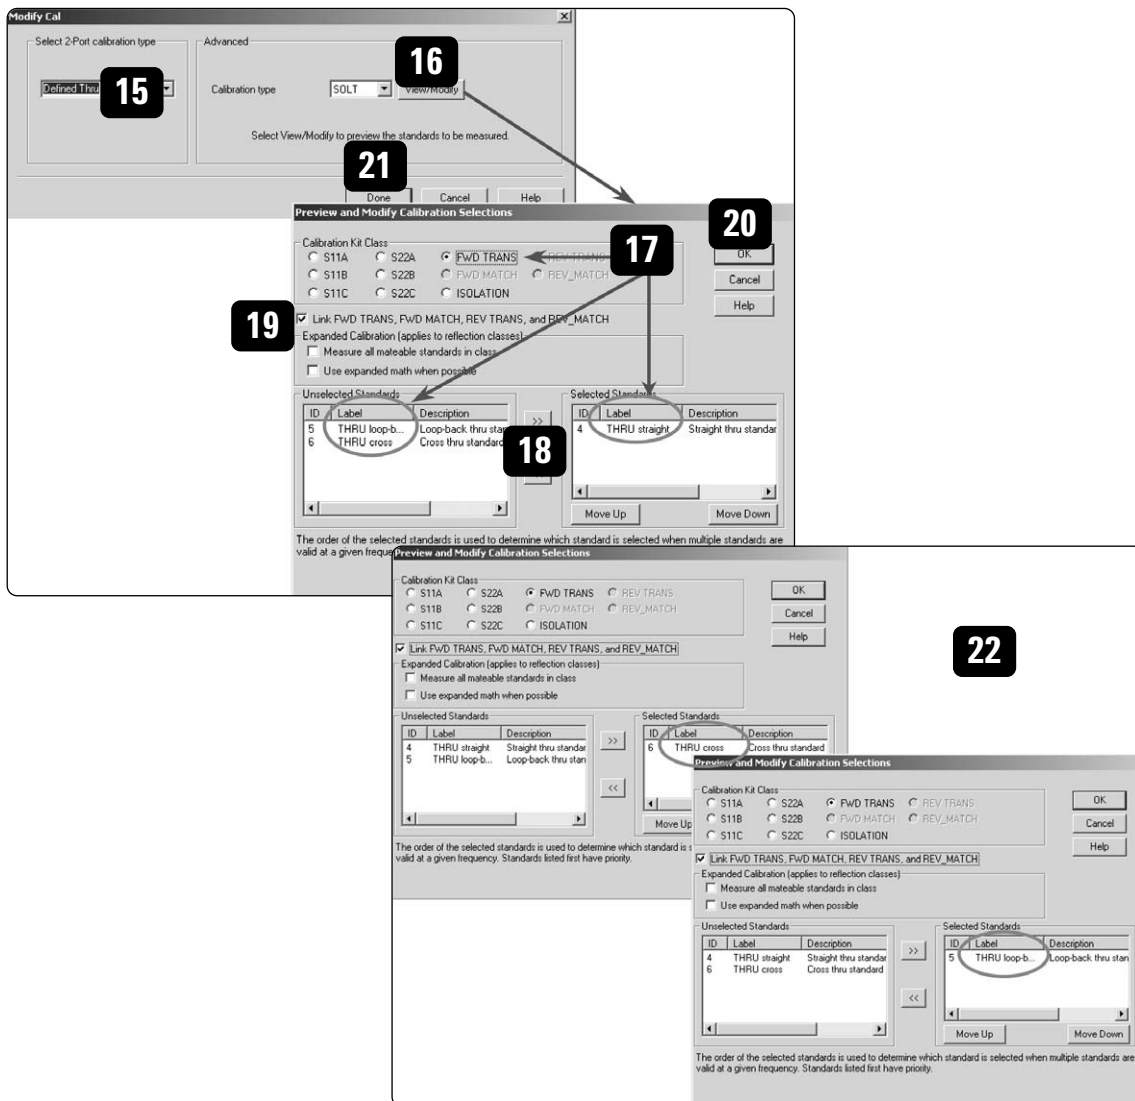 Modify Cal
Select 2-Port calibration type
Advanced
16
Defined Thru
15
Calibration type
SOLT
View/Modify
Select View/Modify to preview the standards to be measured.
21
Done
Cancel
Help
Preview and Modify Calibration Selections
20
Calibration Kit Class
S11A
S22A
FWD TRANS
REV TRANS
17
OK
S11B
S22B
FWD MATCH
REV_MATCH
Cancel
S11C
S22C
ISOLATION
Help
19
Link FWD TRANS, FWD MATCH, REV TRANS, and REV_MATCH
Expanded Calibration (applies to reflection classes)
Measure all mateable standards in class
Use expanded math when possible
Unselected Standards
Selected Standards
ID Label Description
5 THRU loop-b... Loop-back thru stan
6 THRU cross Cross thru standard
>>
18
ID Label Description
4 THRU straight Straight thru standar
Move Up
Move Down
The order of the selected standards is used to determine which standard is selected when multiple standards are
valid at a given freque
Preview and Modify Calibration Selections
Calibration Kit Class
S11A
S22A
FWD TRANS
REV TRANS
OK
S11B
S22B
FWD MATCH
REV_MATCH
Cancel
S11C
S22C
ISOLATION
Help
22
Link FWD TRANS, FWD MATCH, REV TRANS, and REV_MATCH
Expanded Calibration (applies to reflection classes)
Measure all mateable standards in class
Use expanded math when possible
Unselected Standards
Selected Standards
ID Label Description
4 THRU straight Straight thru standar
5 THRU loop-b... Loop-back thru stan
>>
<<
ID Label Description
6 THRU cross Cross thru standard
Move Up
The order of the selected standards is used to determine which standard is s
valid at a given frequency. Standards listed first have priority.
Preview and Modify Calibration Selections
Calibration Kit Class
S11A
S22A
FWD TRANS
REV TRANS
OK
S11B
S22B
FWD MATCH
REV_MATCH
Cancel
S11C
S22C
ISOLATION
Help
Link FWD TRANS, FWD MATCH, REV TRANS, and REV_MATCH
Expanded Calibration (applies to reflection classes)
Measure all mateable standards in class
Use expanded math when possible
Unselected Standards
Selected Standards
ID Label Description
4 THRU straight Straight thru standar
6 THRU cross Cross thru standard
>>
<<
ID Label Description
5 THRU loop-b... Loop-back thru stan
Move Up
Move Down
The order of the selected standards is used to determine which standard is selected when multiple standards are
valid at a given frequency. Standards listed first have priority.